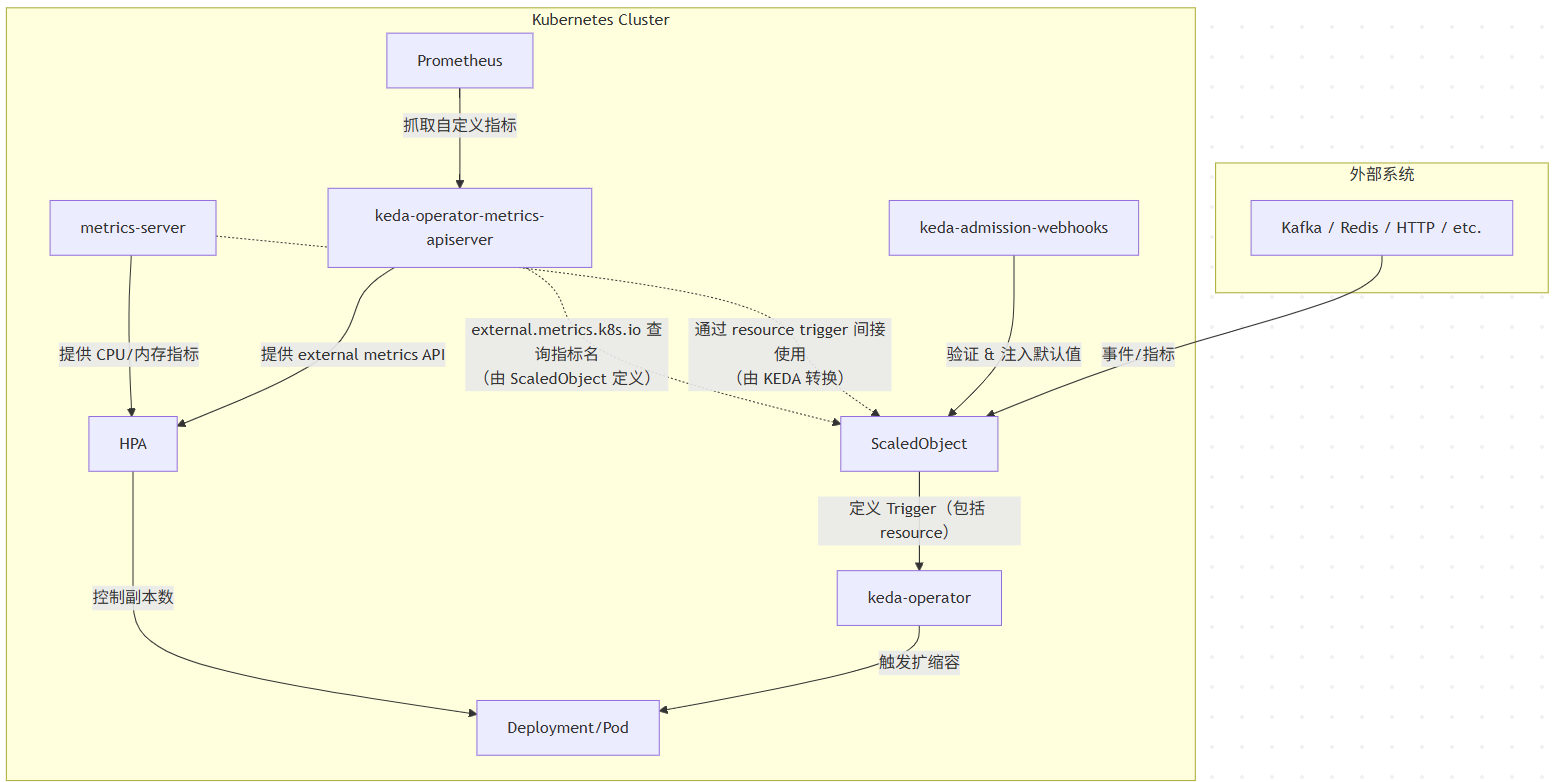 Kubernetes Cluster
Prometheus
抓取自定义指标
外部系统
metrics-server
keda-operator-metrics-
apiserver
keda-admission-webhooks
Kafka / Redis / HTTP / etc.
提供 CPU/内存指标
提供 external metrics API
external.metrics.k8s.io 查
询指标名
（由 ScaledObject 定义）
通过 resource trigger 间接
使用
（由 KEDA 转换）
验证 & 注入默认值
事件/指标
HPA
ScaledObject
定义 Trigger（包括
resource）
控制副本数
keda-operator
触发扩缩容
Deployment/Pod